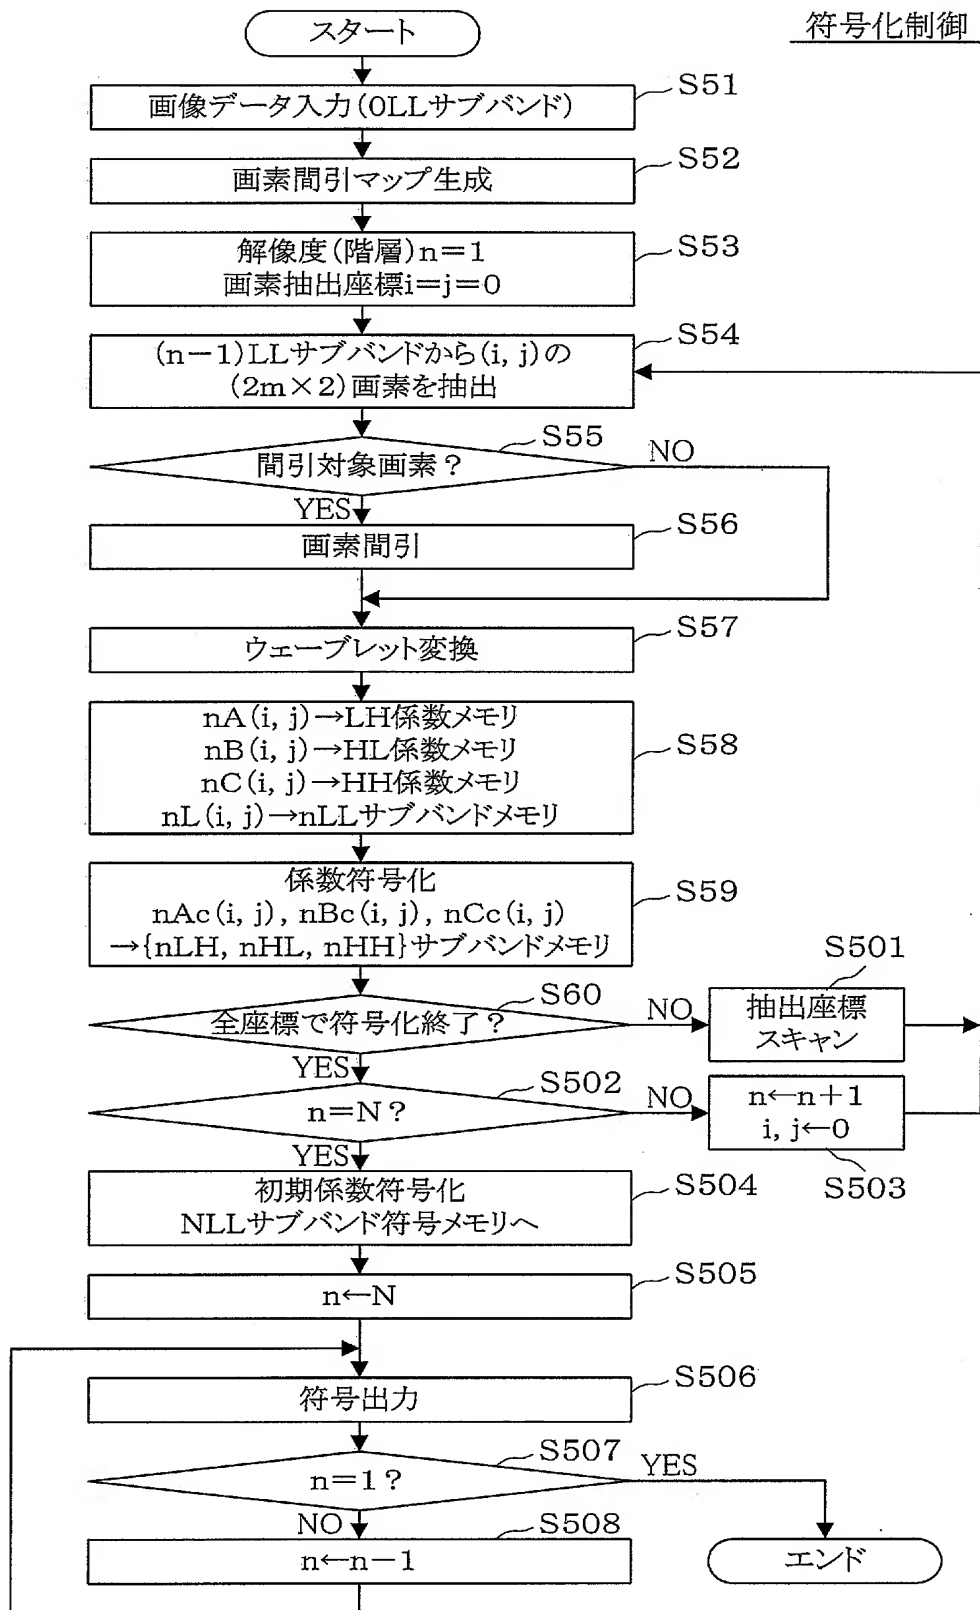 符号化制御
スタート
S51
画像データ入力(0LLサブバンド)
S52
画素間引マップ生成
S53
解像度(階層)n=1
画素抽出座標i=j=0
S54
(n-1)LLサブバンドから(i, j)の
(2m×2)画素を抽出
S55
間引対象画素?
NO
YES
S56
画素間引
S57
ウェーブレット変換
S58
nA(i, j)→LH係数メモリ
nB(i, j)→HL係数メモリ
nC(i, j)→HH係数メモリ
nL(i, j)→nLLサブバンドメモリ
S59
係数符号化
nAc(i, j), nBc(i, j), nCc(i, j)
→{nLH, nHL, nHH}サブバンドメモリ
S60
全座標で符号化終了?
NO
YES
S501
抽出座標
スキャン
S502
n=N?
NO
YES
n←n+1
i, j←0
S503
S504
初期係数符号化
NLLサブバンド符号メモリへ
S505
n←N
S506
符号出力
S507
n=1?
YES
NO
S508
n←n-1
エンド